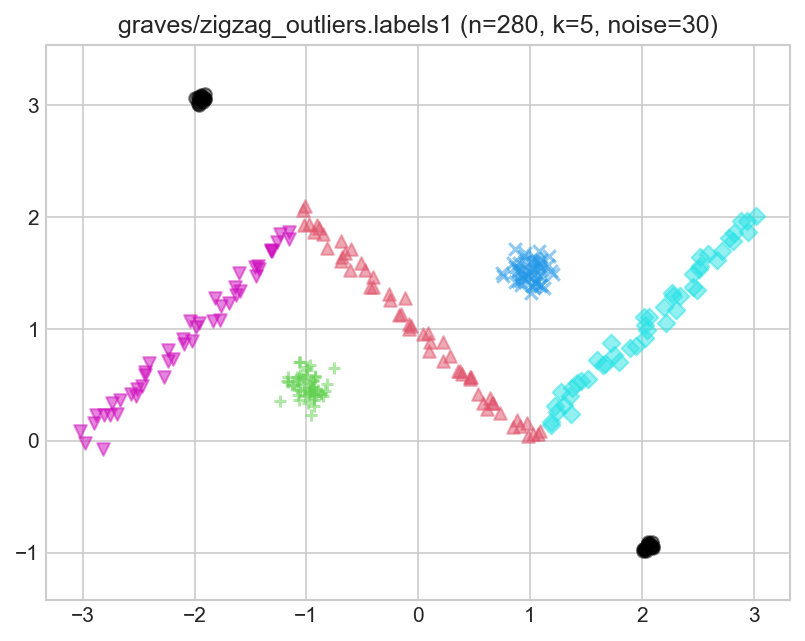 graves/zigzag_outliers.labels1 (n=280, k=5, noise=30)
3
2
1
0
−1
−3 −2 −1 0 1 2 3